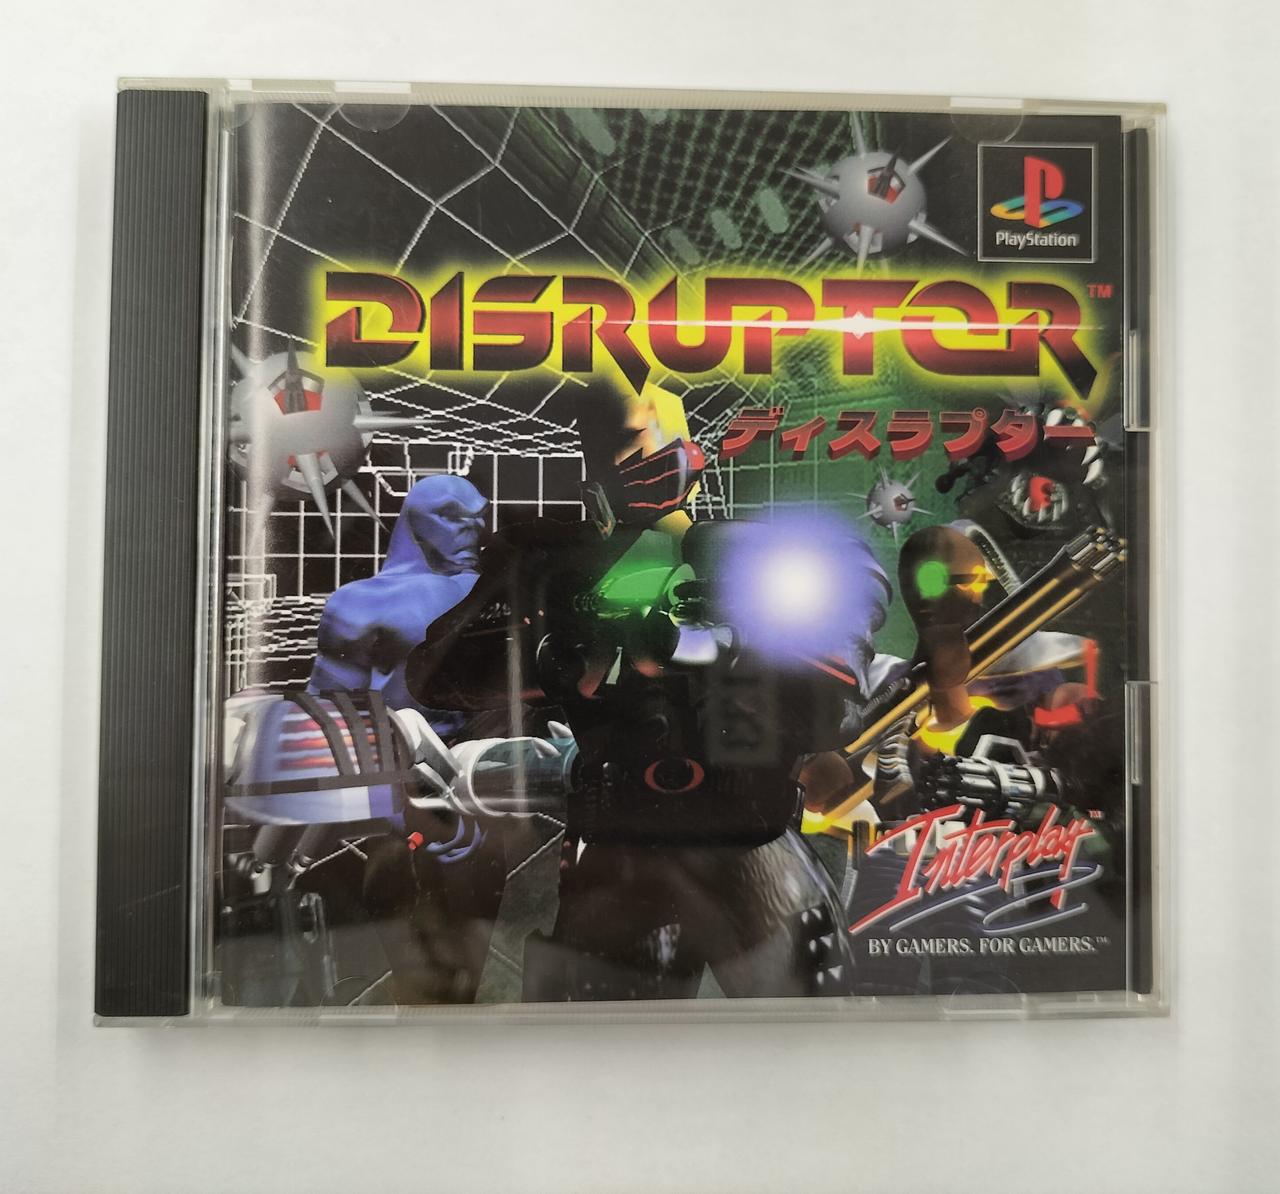 PlayStation
DISRUPTOR™
ディスラプター
Interplay™
BY GAMERS. FOR GAMERS.™